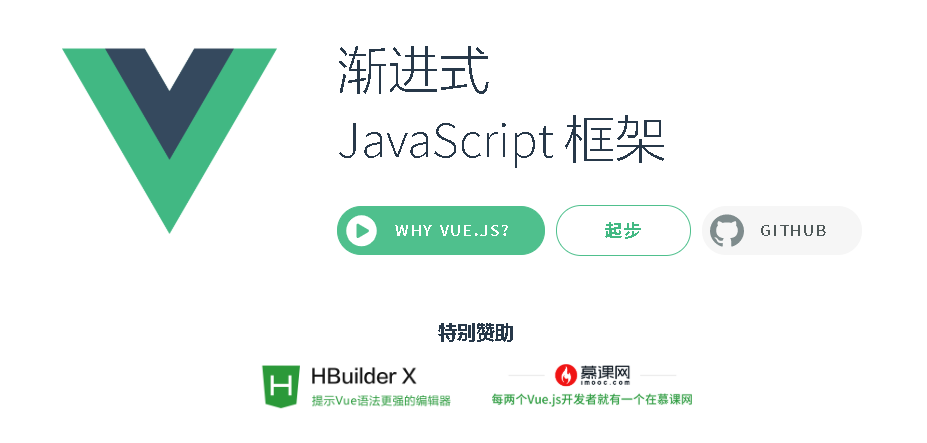 渐进式
JavaScript 框架
WHY VUE.JS?
起步
GITHUB
特别赞助
H
HBuilder X
提示Vue语法更强的编辑器
慕课网
imooc.com
每两个Vue.js开发者就有一个在慕课网